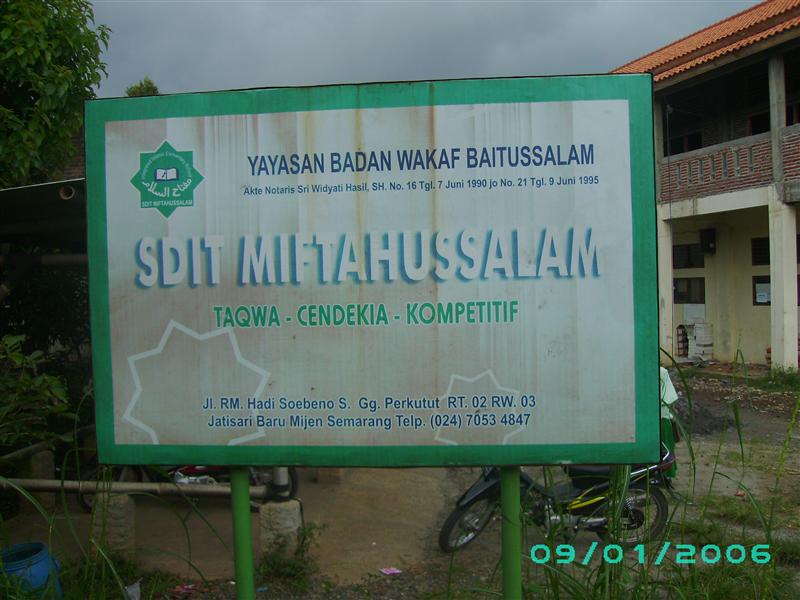 YAYASAN BADAN WAKAF BAITUSSALAM
Akte Notaris Sri Widyati Hasil, SH. No. 16 Tgl. 7 Juni 1990 jo No. 21 Tgl. 9 Juni 1995
مفتاح السلام
SDIT MIFTAHUSSALAM
SDIT MIFTAHUSSALAM
TAQWA - CENDEKIA - KOMPETITIF
Jl. RM. Hadi Soebeno S. Gg. Perkutut RT. 02 RW. 03
Jatisari Baru Mijen Semarang Telp. (024) 7053 4847
09/01/2006